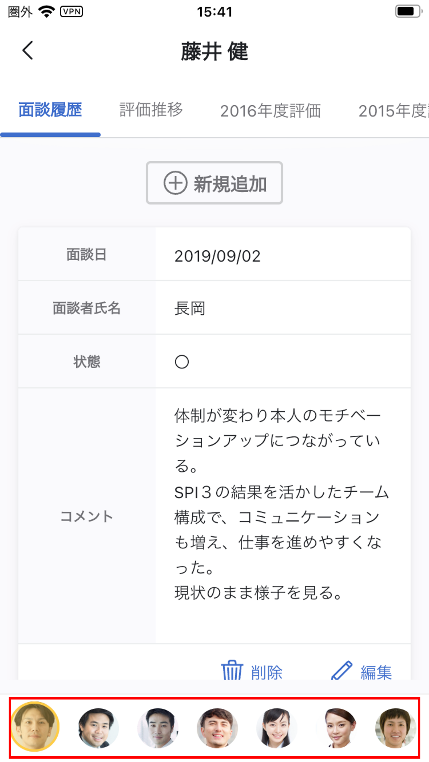 圏外 VPN 15:41
藤井 健
面談履歴 評価推移 2016年度評価 2015年度
新規追加
面談日 2019/09/02
面談者氏名 長岡
状態 〇
体制が変わり本人のモチベー
ションアップにつながってい
る。
SPI３の結果を活かしたチーム
コメント 構成で、コミュニケーション
も増え、仕事を進めやすくな
った。
現状のまま様子を見る。
削除 編集